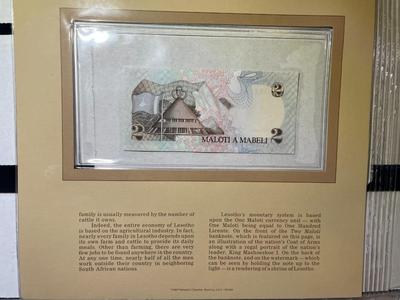 2
2
MALOTI A MABELI
2
family is usually measured by the number of
cattle it owns.
Indeed, the entire economy of Lesotho
is based on the agricultural industry. In fact,
nearly every family in Lesotho depends upon
its own farm and cattle to provide its daily
meals. Other than farming, there are very
few jobs to be found anywhere in the country.
At any one time, nearly half of all the men
work outside their country in neighboring
South African nations.
Lesotho's monetary system is based
upon the One Maloti currency unit — with
One Maloti being equal to One Hundred
Licente. On the front of the Two Maloti
banknote, which is featured on this page, is
an illustration of the nation's Coat of Arms
along with a regal portrait of the nation's
leader, King Moshoeshoe I. On the back of
the banknote, and on the watermark — which
can be seen by holding the note up to the
light — is a rendering of a shrine of Lesotho.